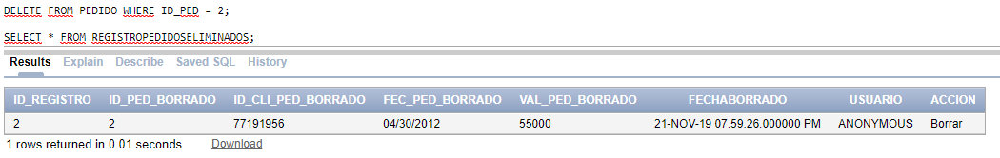 DELETE FROM PEDIDO WHERE ID_PED = 2;
SELECT * FROM REGISTROPEDIDOSELIMINADOS;
Results Explain Describe Saved SQL History
ID_REGISTRO ID_PED_BORRADO ID_CLI_PED_BORRADO FEC_PED_BORRADO VAL_PED_BORRADO FECHABORRADO USUARIO ACCION
2 2 77191956 04/30/2012 55000 21-NOV-19 07.59.26.000000 PM ANONYMOUS Borrar
1 rows returned in 0.01 seconds Download